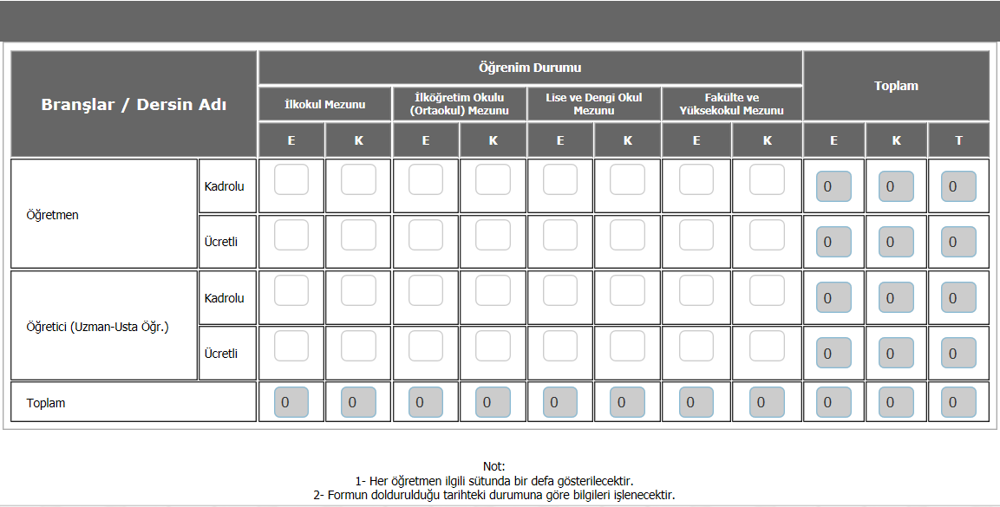 Branşlar / Dersin Adı
Öğrenim Durumu
Toplam
İlkokul Mezunu
İlköğretim Okulu
(Ortaokul) Mezunu
Lise ve Dengi Okul
Mezunu
Fakülte ve
Yüksekokul Mezunu
E K E K E K E K E K T
Öğretmen
Kadrolu
0 0 0
Ücretli
0 0 0
Öğretici (Uzman-Usta Öğr.)
Kadrolu
0 0 0
Ücretli
0 0 0
Toplam 0 0 0 0 0 0 0 0 0 0 0
Not:
1- Her öğretmen ilgili sütunda bir defa gösterilecektir.
2- Formun doldurulduğu tarihteki durumuna göre bilgileri işlenecektir.